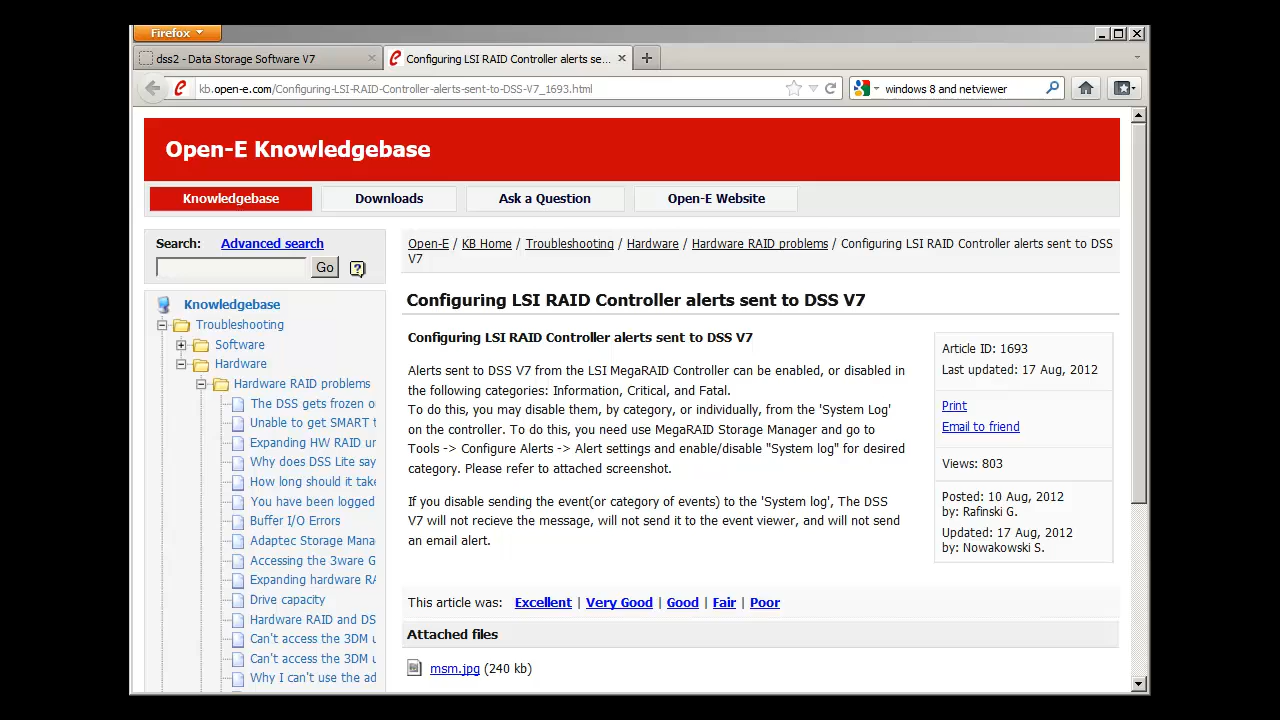 Firefox
dss2 - Data Storage Software V7
Configuring LSI RAID Controller alerts se...
kb.open-e.com/Configuring-LSI-RAID-Controller-alerts-sent-to-DSS-V7_1693.html
windows 8 and netviewer
Open-E Knowledgebase
Knowledgebase
Downloads
Ask a Question
Open-E Website
Search: Advanced search
Go
Open-E / KB Home / Troubleshooting / Hardware / Hardware RAID problems / Configuring LSI RAID Controller alerts sent to DSS
V7
Knowledgebase
Troubleshooting
Software
Hardware
Hardware RAID problems
The DSS gets frozen o
Unable to get SMART t
Expanding HW RAID ur
Why does DSS Lite say
How long should it take
You have been logged
Buffer I/O Errors
Adaptec Storage Mana
Accessing the 3ware G
Expanding hardware RA
Drive capacity
Hardware RAID and DS
Can't access the 3DM u
Can't access the 3DM u
Why I can't use the ad
Configuring LSI RAID Controller alerts sent to DSS V7
Configuring LSI RAID Controller alerts sent to DSS V7
Alerts sent to DSS V7 from the LSI MegaRAID Controller can be enabled, or disabled in
the following categories: Information, Critical, and Fatal.
To do this, you may disable them, by category, or individually, from the 'System Log'
on the controller. To do this, you need use MegaRAID Storage Manager and go to
Tools -> Configure Alerts -> Alert settings and enable/disable "System log" for desired
category. Please refer to attached screenshot.
If you disable sending the event(or category of events) to the 'System log', The DSS
V7 will not recieve the message, will not send it to the event viewer, and will not send
an email alert.
Article ID: 1693
Last updated: 17 Aug, 2012
Print
Email to friend
Views: 803
Posted: 10 Aug, 2012
by: Rafinski G.
Updated: 17 Aug, 2012
by: Nowakowski S.
This article was: Excellent | Very Good | Good | Fair | Poor
Attached files
msm.jpg (240 kb)